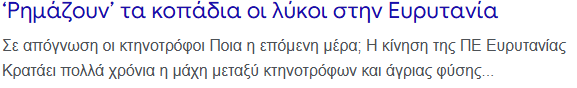 ‘Ρημάζουν’ τα κοπάδια οι λύκοι στην Ευρυτανία
Σε απόγνωση οι κτηνοτρόφοι Ποια η επόμενη μέρα; Η κίνηση της ΠΕ Ευρυτανίας
Κρατάει πολλά χρόνια η μάχη μεταξύ κτηνοτρόφων και άγριας φύσης...